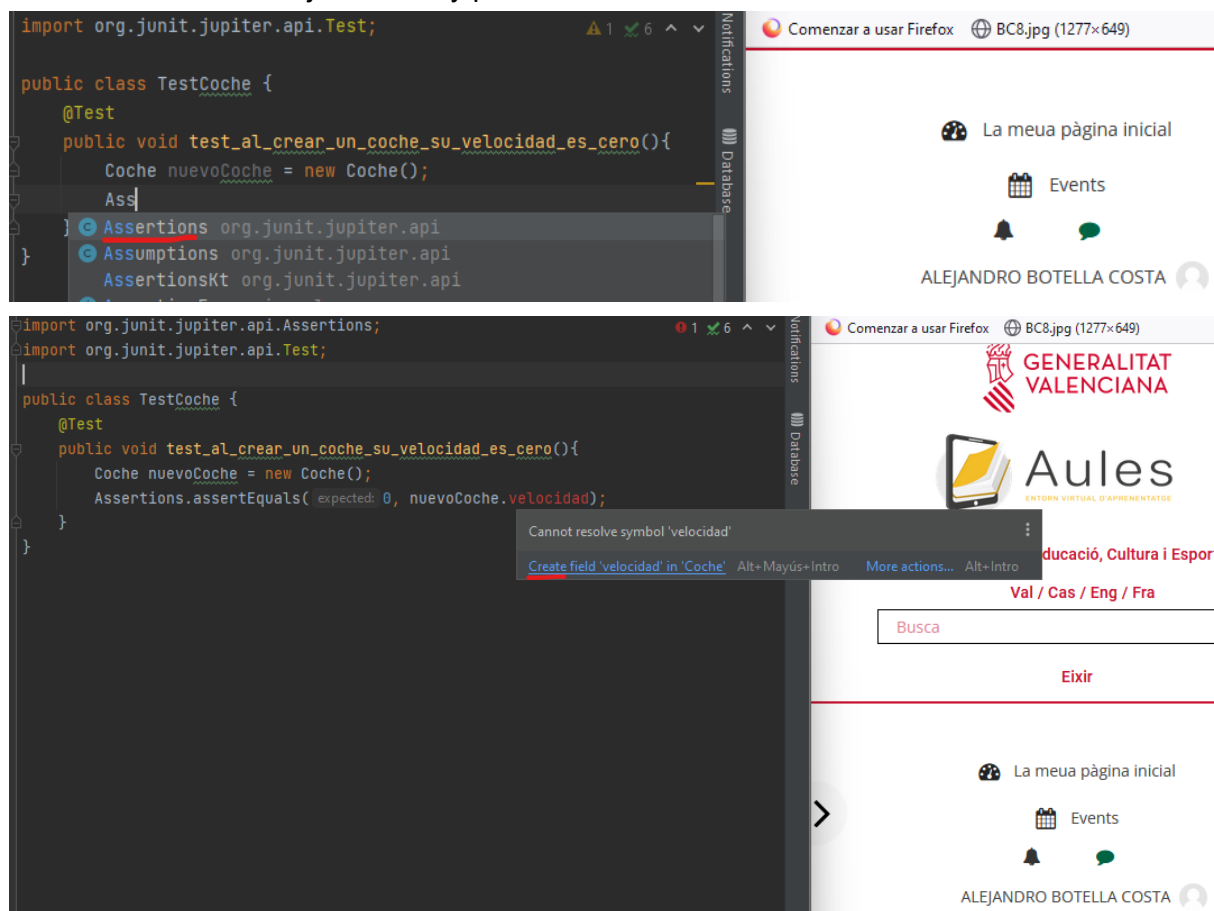 import org.junit.jupiter.api.Test;
1 6
Notifications
Comenzar a usar Firefox BC8.jpg (1277×649)
public class TestCoche {
@Test
public void test_al_crear_un_coche_su_velocidad_es_cero(){
Coche nuevoCoche = new Coche();
Ass
Database
} Assertions org.junit.jupiter.api
} Assumptions org.junit.jupiter.api
AssertionsKt org.junit.jupiter.api
La meua pàgina inicial
Events
ALEJANDRO BOTELLA COSTA
import org.junit.jupiter.api.Assertions;
1 6
import org.junit.jupiter.api.Test;
Notifications
public class TestCoche {
@Test
public void test_al_crear_un_coche_su_velocidad_es_cero(){
Coche nuevoCoche = new Coche();
Assertions.assertEquals( expected: 0, nuevoCoche.velocidad);
}
}
Database
Cannot resolve symbol 'velocidad'
Create field 'velocidad' in 'Coche' Alt+Mayús+Intro More actions... Alt+Intro
Comenzar a usar Firefox BC8.jpg (1277×649)
GENERALITAT
VALENCIANA
Aules
ENTORN VIRTUAL D'APRENENTATGE
ducació, Cultura i Espor
Val / Cas / Eng / Fra
Busca
Eixir
La meua pàgina inicial
Events
ALEJANDRO BOTELLA COSTA